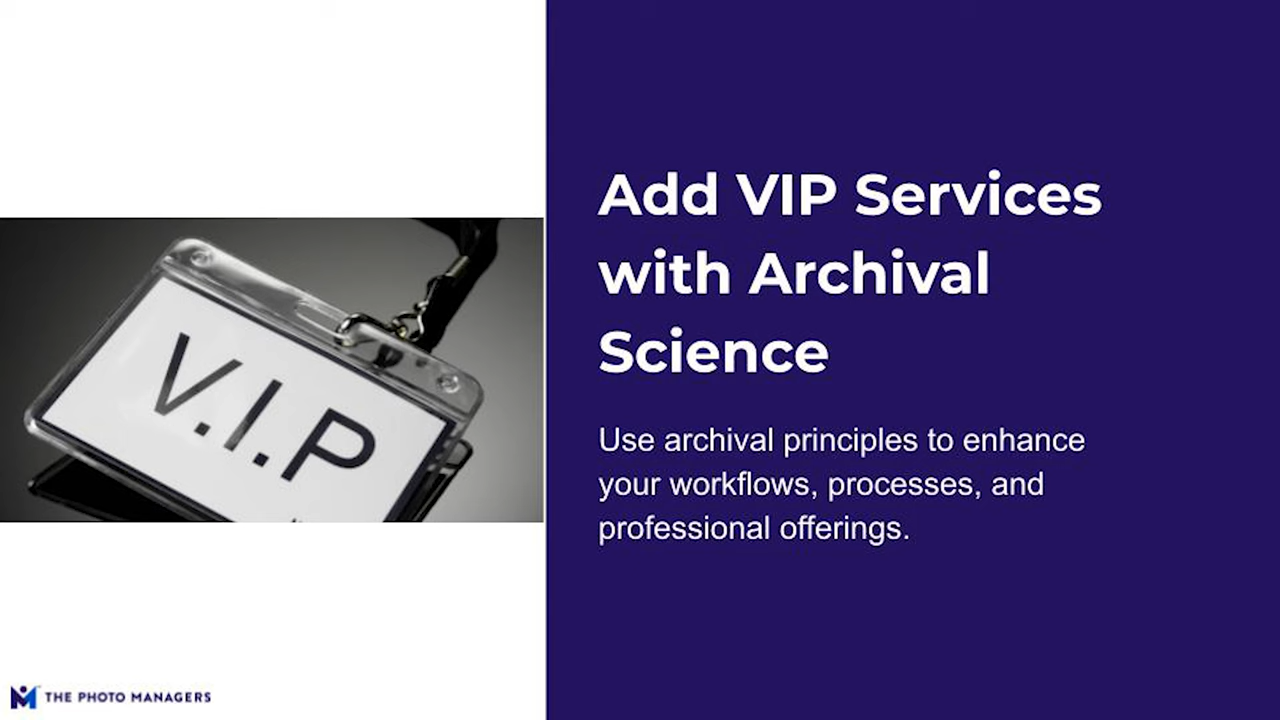 V.I.P
Add VIP Services
with Archival
Science
Use archival principles to enhance
your workflows, processes, and
professional offerings.
THE PHOTO MANAGERS